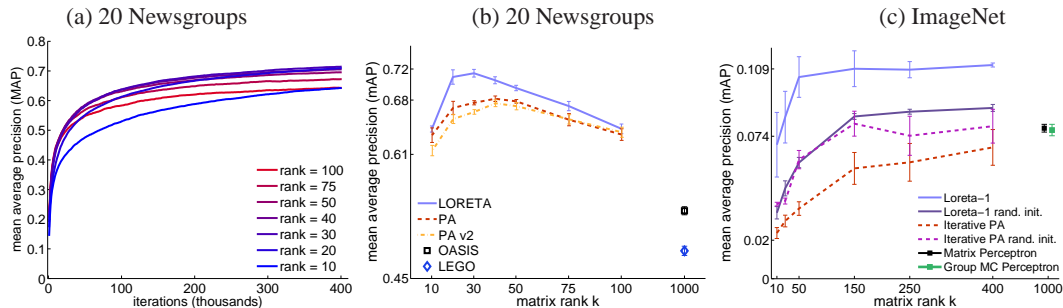 (a) 20 Newsgroups
mean average precision (MAP)
0.8
0.7
0.6
0.5
0.4
0.3
0.2
0.1
0
0
100
200
300
400
iterations (thousands)
rank = 100
rank = 75
rank = 50
rank = 40
rank = 30
rank = 20
rank = 10
(b) 20 Newsgroups
mean average precision (mAP)
0.72
0.68
0.61
0.45
10
30
50
75
100
1000
matrix rank k
LORETA
PA
PA v2
OASIS
LEGO
(c) ImageNet
mean average precision (mAP)
0.109
0.074
0.02
0
10
50
150
250
400
1000
matrix rank k
Loreta-1
Loreta-1 rand. init.
Iterative PA
Iterative PA rand. init.
Matrix Perceptron
Group MC Perceptron